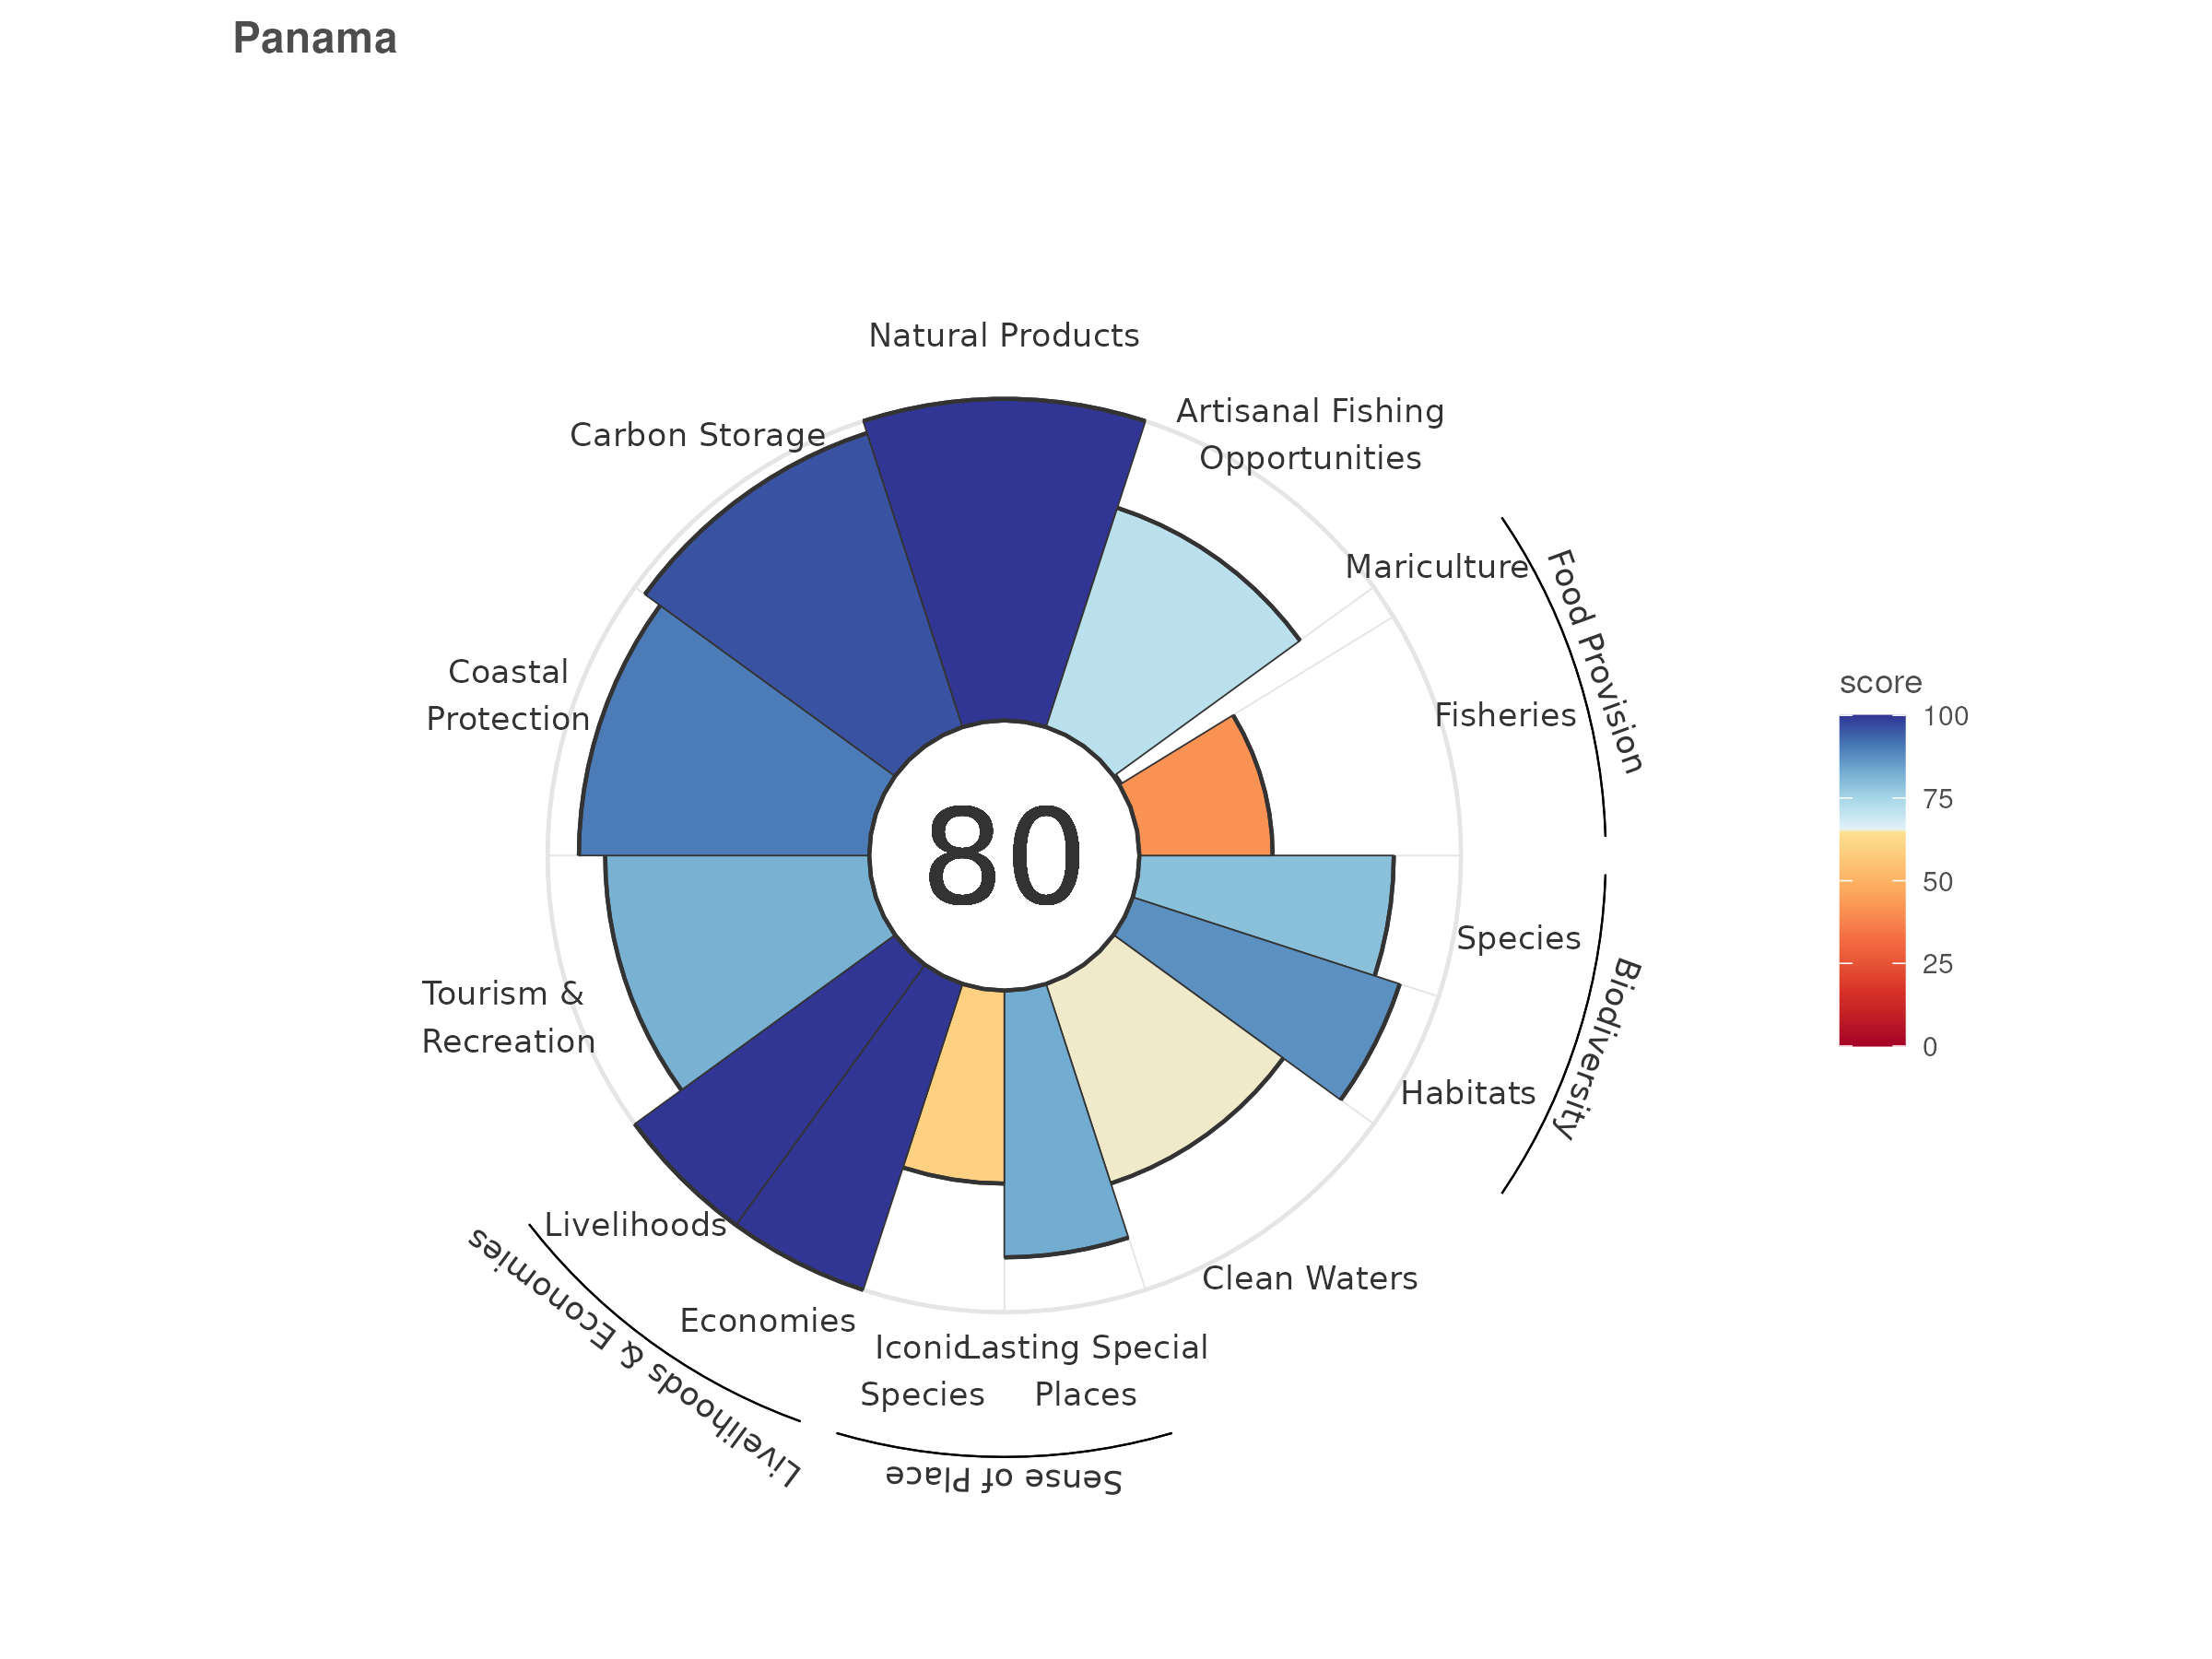 Panama
Natural Products
Artisanal Fishing
Opportunities
Carbon Storage
Mariculture
Food Provision
Fisheries
Coastal
Protection
score
100
75
50
25
0
80
Species
Biodiversity
Habitats
Tourism &
Recreation
Livelihoods
Economies
Livelihoods & Economies
Clean Waters
Iconic
Species
Lasting Special
Places
Sense of Place